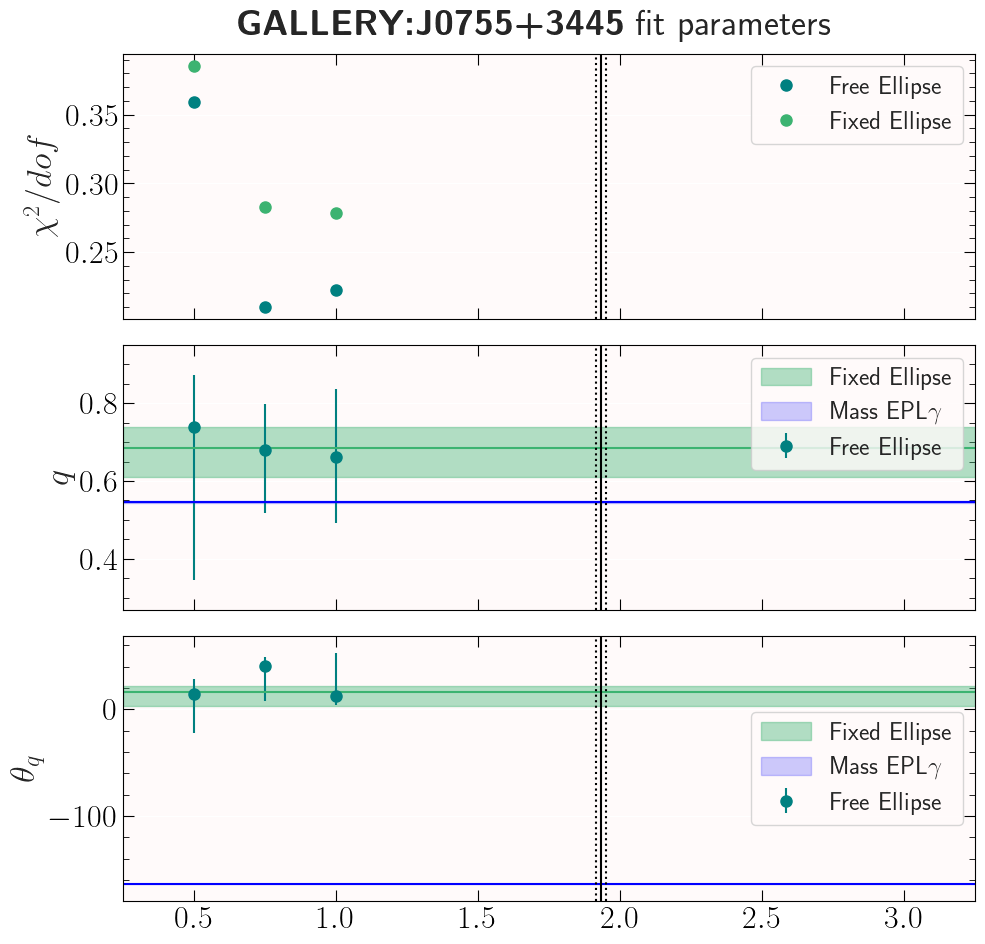 GALLERY:J0755+3445 fit parameters
χ²/dof
0.35
0.30
0.25
Free Ellipse
Fixed Ellipse
q
0.8
0.6
0.4
Fixed Ellipse
Mass EPLγ
Free Ellipse
θq
0
−100
Fixed Ellipse
Mass EPLγ
Free Ellipse
0.5 1.0 1.5 2.0 2.5 3.0